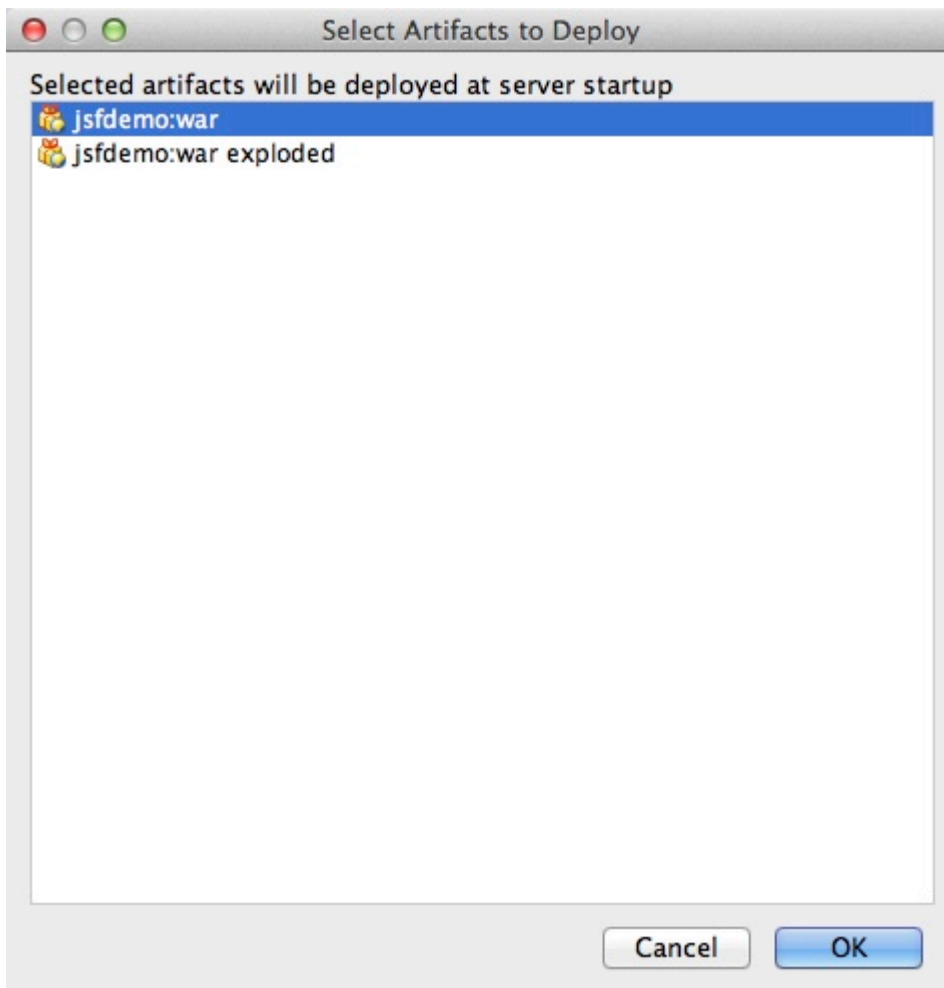 Select Artifacts to Deploy
Selected artifacts will be deployed at server startup
jsfdemo:war
jsfdemo:war exploded
Cancel OK